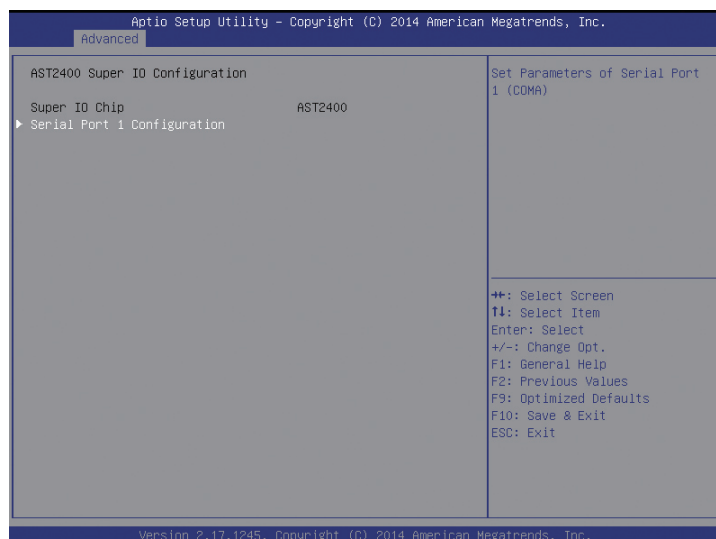 Aptio Setup Utility – Copyright (C) 2014 American Megatrends, Inc.
Advanced
AST2400 Super IO Configuration
Super IO Chip AST2400
▶ Serial Port 1 Configuration
Set Parameters of Serial Port
1 (COMA)
→←: Select Screen
↑↓: Select Item
Enter: Select
+/-: Change Opt.
F1: General Help
F2: Previous Values
F9: Optimized Defaults
F10: Save & Exit
ESC: Exit
Version 2.17.1245. Copyright (C) 2014 American Megatrends, Inc.